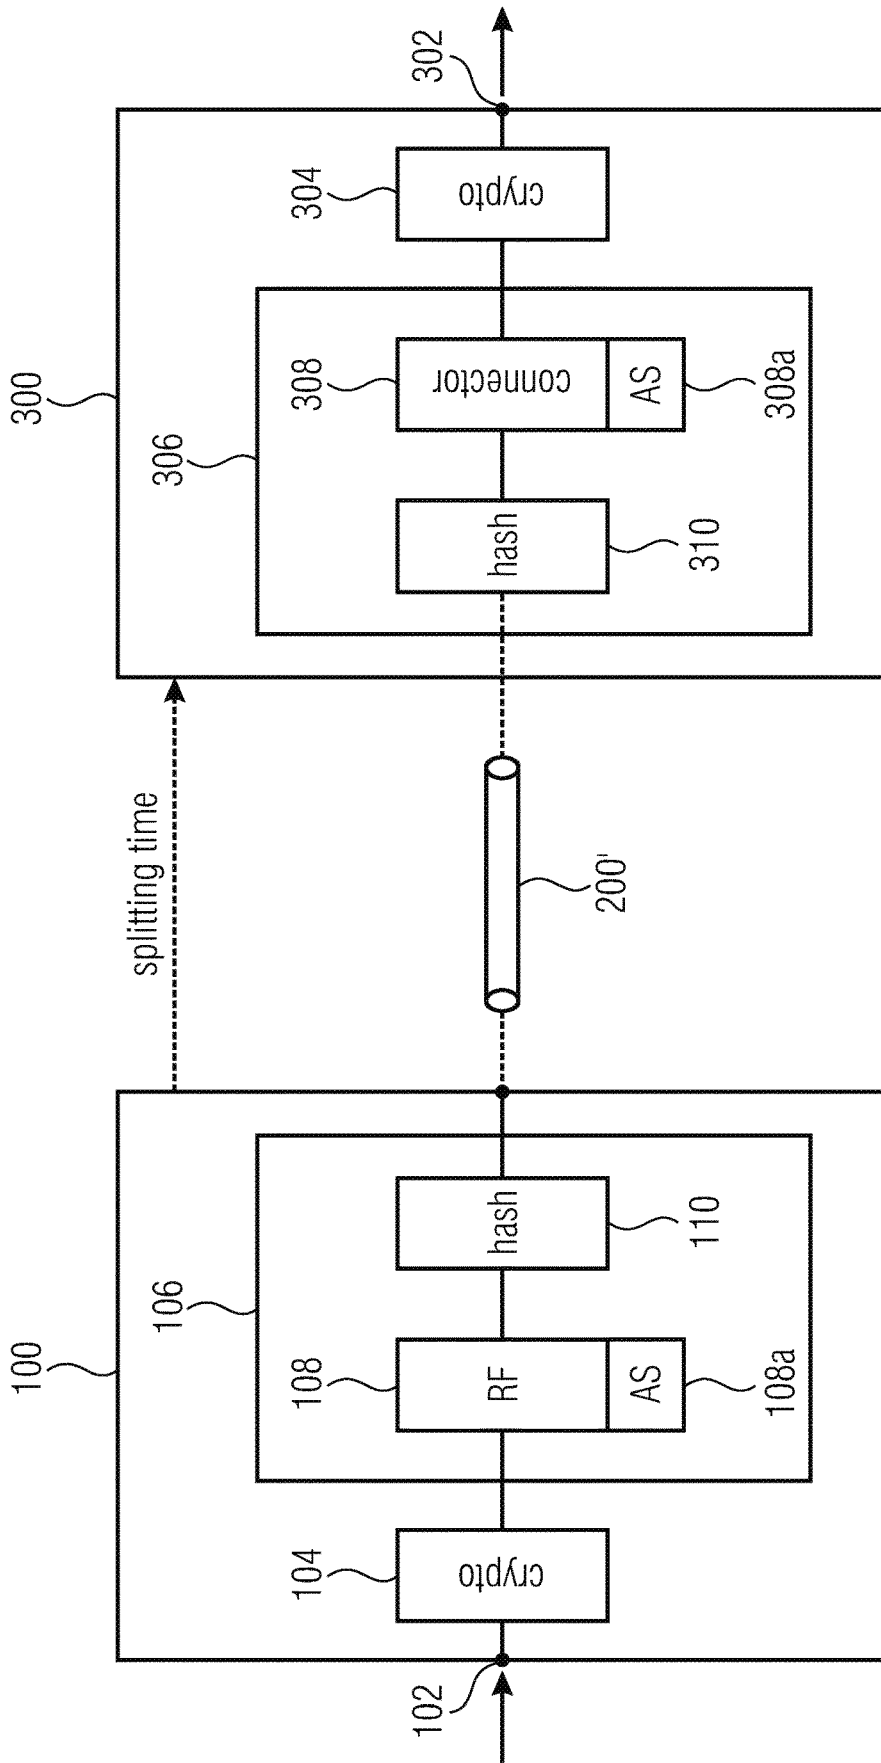 100
106
108
104
102
crypto
RF
AS
108a
hash
110
splitting time
200'
300
306
310
hash
308
connector
AS
308a
304
crypto
302